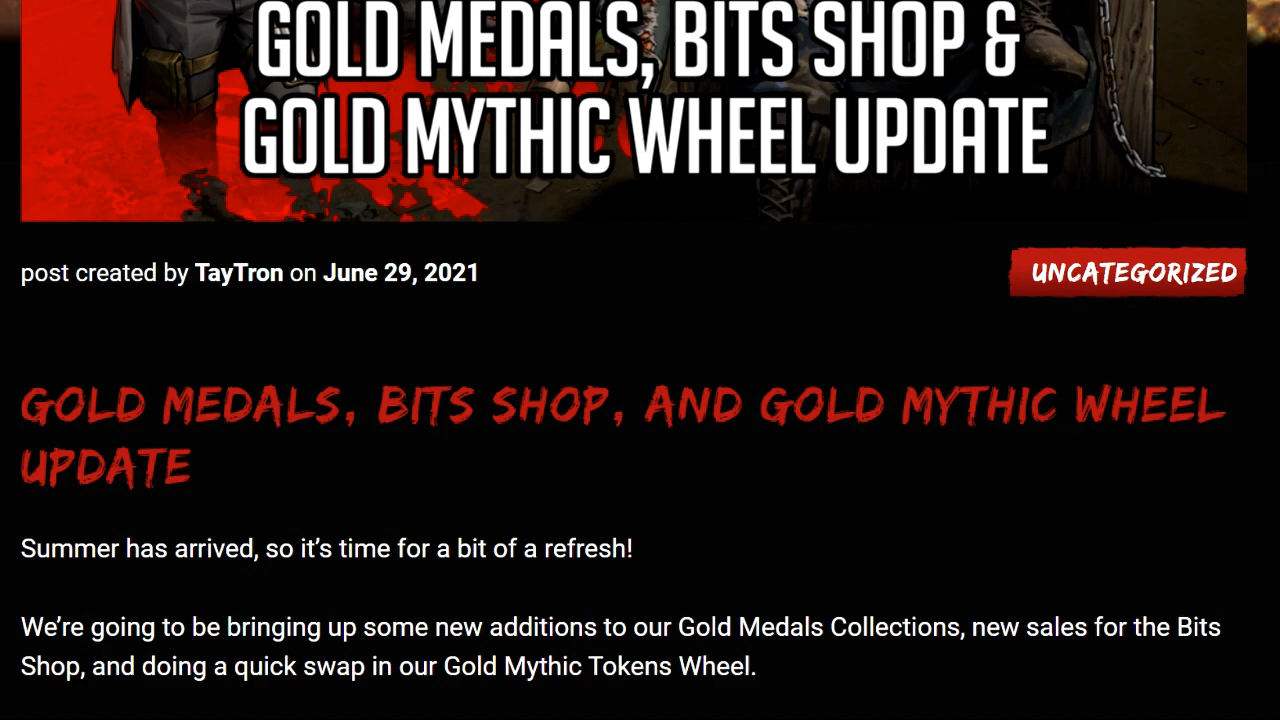 GOLD MEDALS, BITS SHOP &
GOLD MYTHIC WHEEL UPDATE
post created by TayTron on June 29, 2021
UNCATEGORIZED
GOLD MEDALS, BITS SHOP, AND GOLD MYTHIC WHEEL
UPDATE
Summer has arrived, so it’s time for a bit of a refresh!
We’re going to be bringing up some new additions to our Gold Medals Collections, new sales for the Bits
Shop, and doing a quick swap in our Gold Mythic Tokens Wheel.